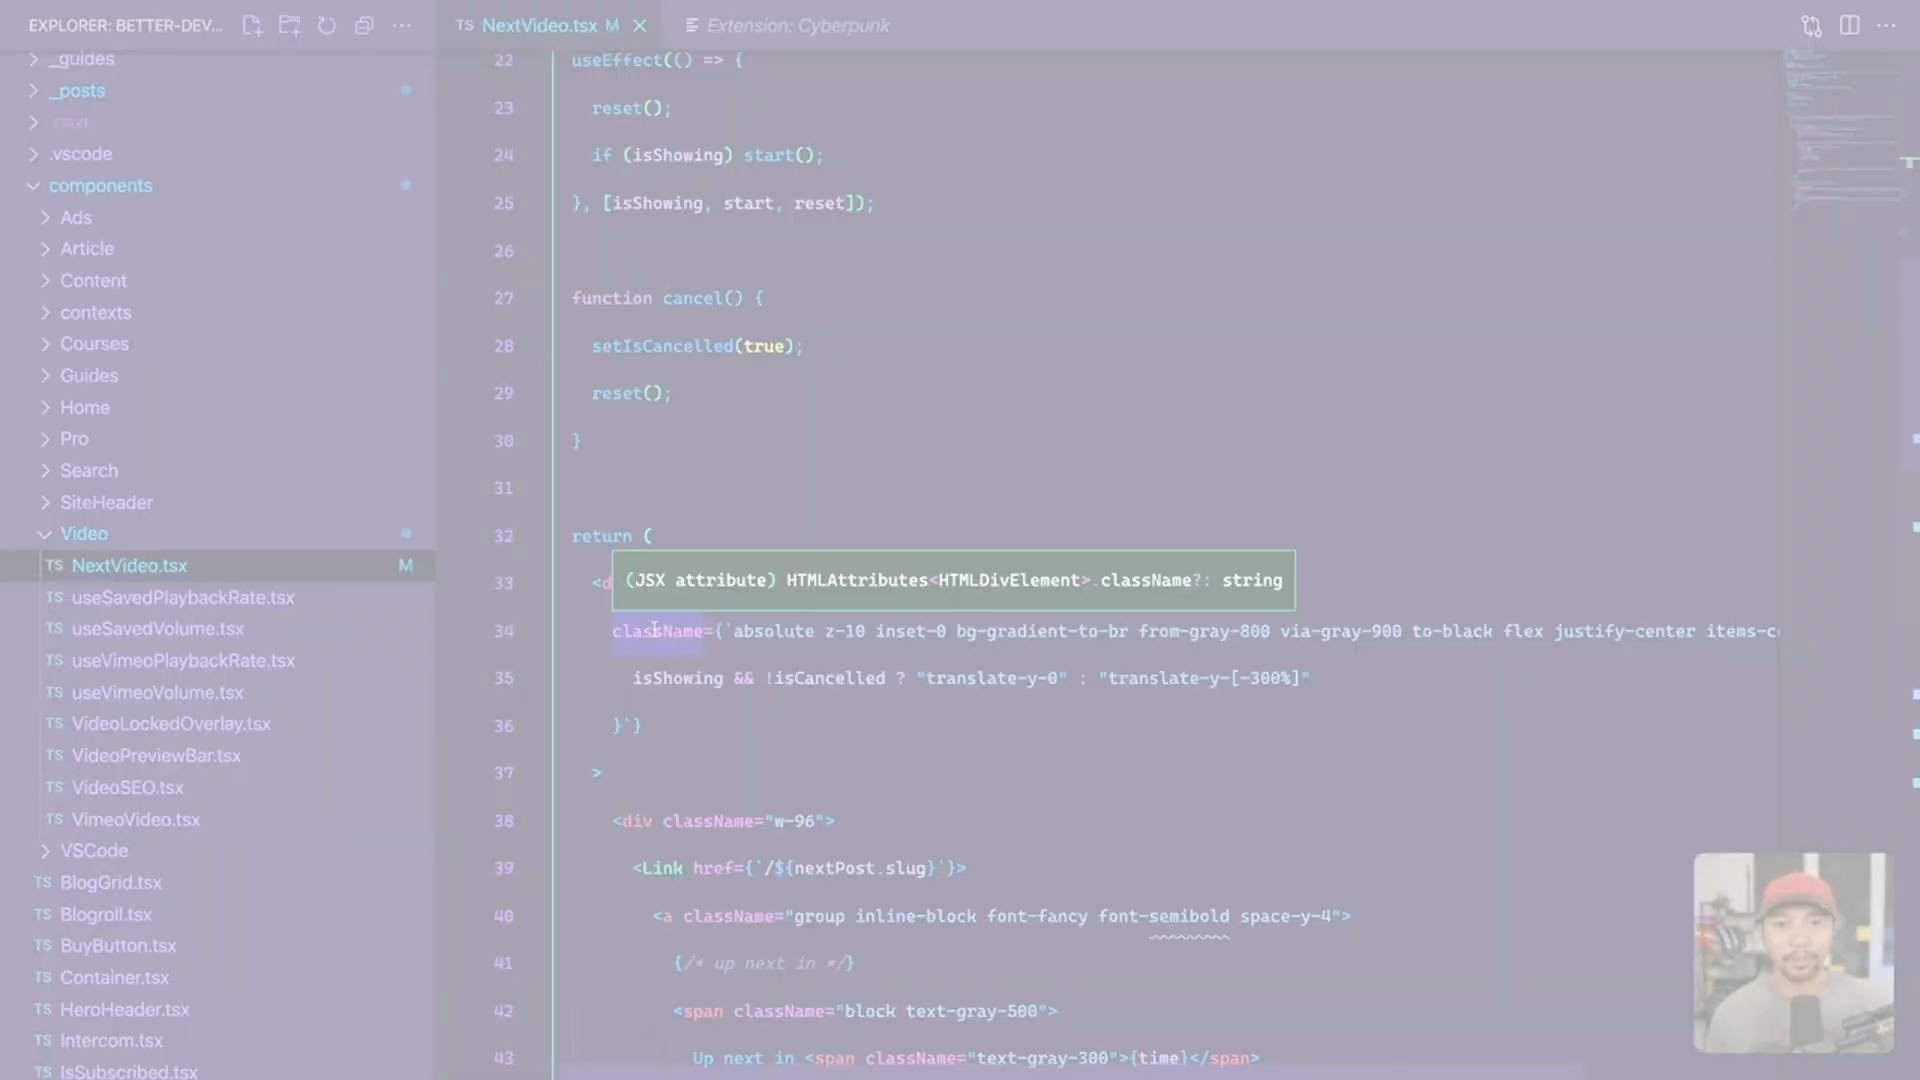 EXPLORER: BETTER-DEV...
TS NextVideo.tsx M
Extension: Cyberpunk
_guides
_posts
.next
.vscode
components
Ads
Article
Content
contexts
Courses
Guides
Home
Pro
Search
SiteHeader
Video
TS NextVideo.tsx M
TS useSavedPlaybackRate.tsx
TS useSavedVolume.tsx
TS useVimeoPlaybackRate.tsx
TS useVimeoVolume.tsx
TS VideoLockedOverlay.tsx
TS VideoPreviewBar.tsx
TS VideoSEO.tsx
TS VimeoVideo.tsx
VSCode
TS BlogGrid.tsx
TS Blogroll.tsx
TS BuyButton.tsx
TS Container.tsx
TS HeroHeader.tsx
TS Intercom.tsx
TS IsSubscribed.tsx
22 useEffect(() => {
23 reset();
24 if (isShowing) start();
25 }, [isShowing, start, reset]);
26
27 function cancel() {
28 setIsCancelled(true);
29 reset();
30 }
31
32 return (
(JSX attribute) HTMLAttributes<HTMLDivElement>.className?: string
33 <d
34 className={`absolute z-10 inset-0 bg-gradient-to-br from-gray-800 via-gray-900 to-black flex justify-center items-c
35 isShowing && !isCancelled ? "translate-y-0" : "translate-y-[-300%]"
36 }`}
37 >
38 <div className="w-96">
39 <Link href={`/${nextPost.slug}`}>
40 <a className="group inline-block font-fancy font-semibold space-y-4">
41 {/* up next in */}
42 <span className="block text-gray-500">
43 Up next in <span className="text-gray-300">{time}</span>